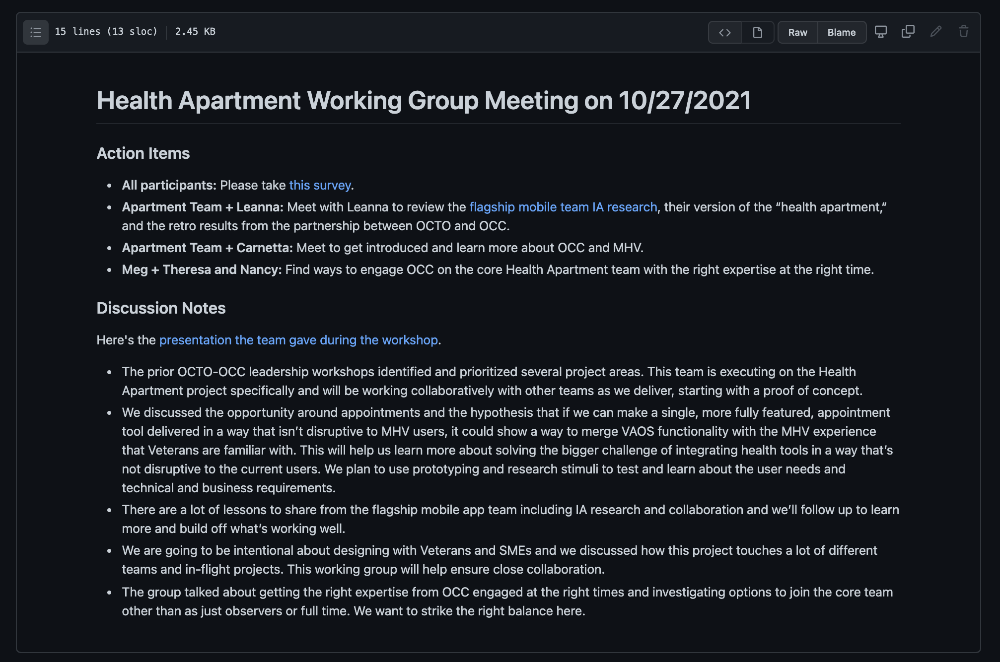 15 lines (13 sloc) 2.45 KB
Raw Blame
Health Apartment Working Group Meeting on 10/27/2021
Action Items
• All participants: Please take this survey.
• Apartment Team + Leanna: Meet with Leanna to review the flagship mobile team IA research, their version of the “health apartment,”
and the retro results from the partnership between OCTO and OCC.
• Apartment Team + Carnetta: Meet to get introduced and learn more about OCC and MHV.
• Meg + Theresa and Nancy: Find ways to engage OCC on the core Health Apartment team with the right expertise at the right time.
Discussion Notes
Here's the presentation the team gave during the workshop.
• The prior OCTO-OCC leadership workshops identified and prioritized several project areas. This team is executing on the Health
Apartment project specifically and will be working collaboratively with other teams as we deliver, starting with a proof of concept.
• We discussed the opportunity around appointments and the hypothesis that if we can make a single, more fully featured, appointment
tool delivered in a way that isn’t disruptive to MHV users, it could show a way to merge VAOS functionality with the MHV experience
that Veterans are familiar with. This will help us learn more about solving the bigger challenge of integrating health tools in a way that’s
not disruptive to the current users. We plan to use prototyping and research stimuli to test and learn about the user needs and
technical and business requirements.
• There are a lot of lessons to share from the flagship mobile app team including IA research and collaboration and we’ll follow up to learn
more and build off what’s working well.
• We are going to be intentional about designing with Veterans and SMEs and we discussed how this project touches a lot of different
teams and in-flight projects. This working group will help ensure close collaboration.
• The group talked about getting the right expertise from OCC engaged at the right times and investigating options to join the core team
other than as just observers or full time. We want to strike the right balance here.